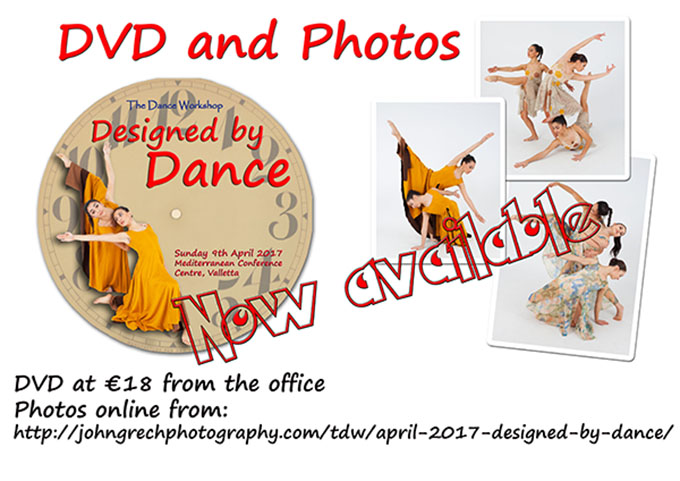 DVD and Photos
The Dance Workshop
Designed by
Dance
Sunday 9th April 2017
Mediterranean Conference
Centre, Valletta
3
Now available
DVD at €18 from the office
Photos online from:
http://johngrechphotography.com/tdw/april-2017-designed-by-dance/